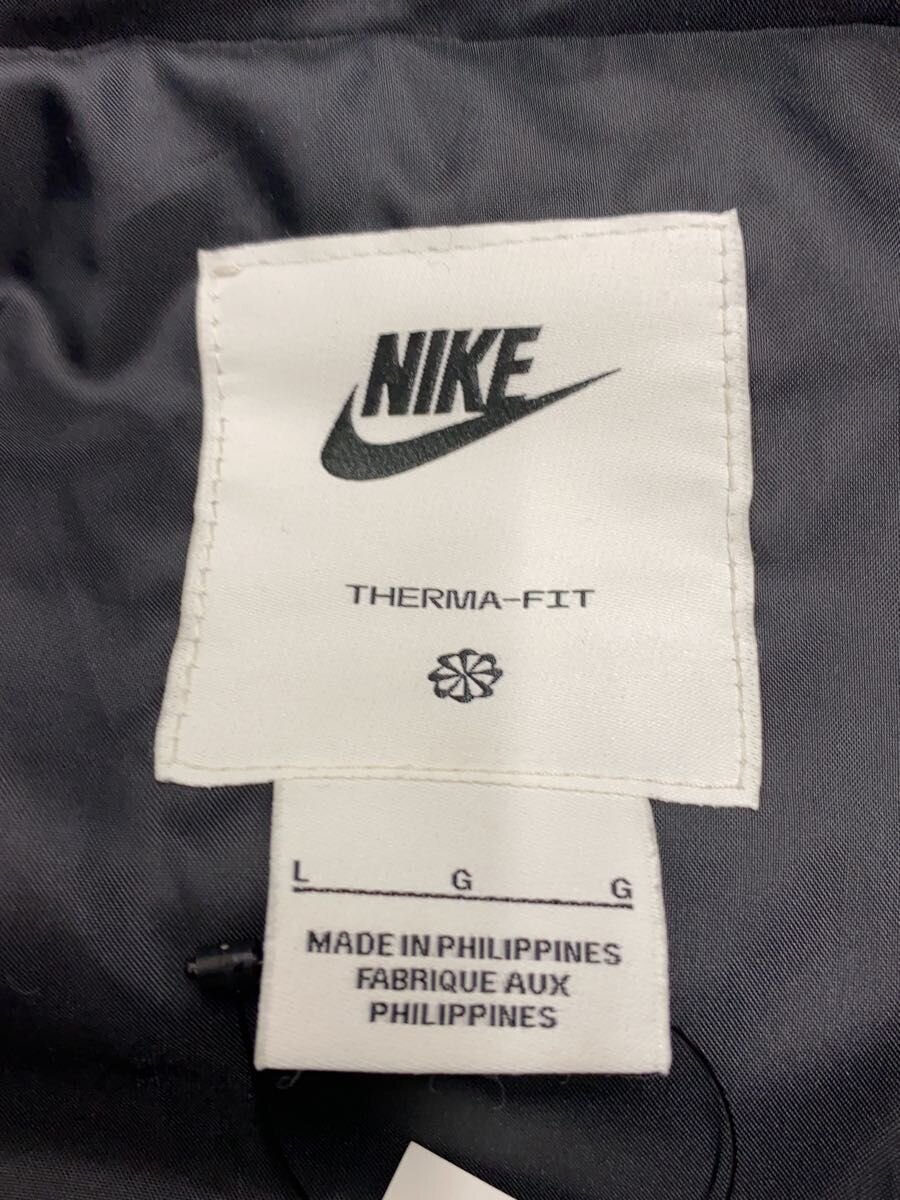 NIKE
THERMA-FIT
L G G
MADE IN PHILIPPINES
FABRIQUE AUX
PHILIPPINES